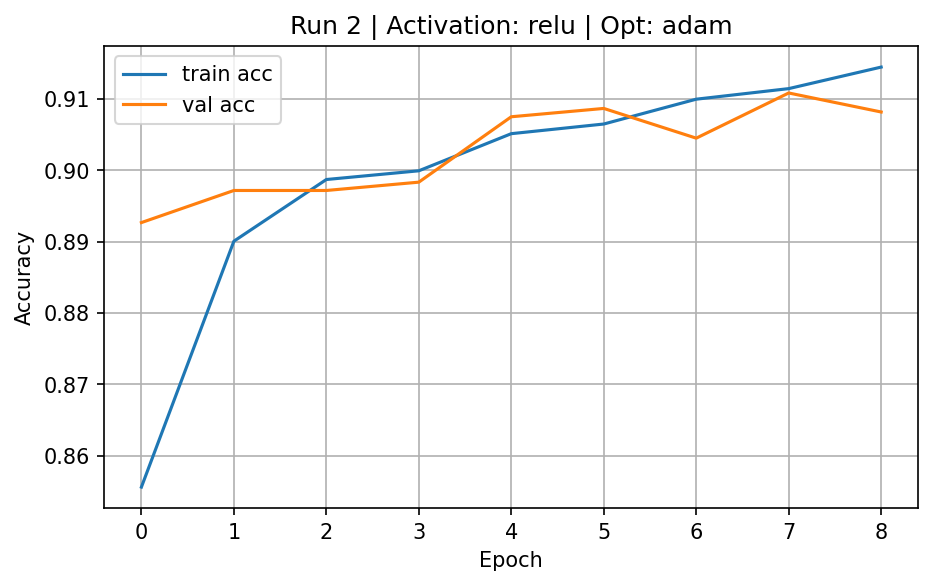 Run 2 | Activation: relu | Opt: adam
train acc
val acc
0.91
0.90
0.89
0.88
0.87
0.86
Accuracy
0 1 2 3 4 5 6 7 8
Epoch